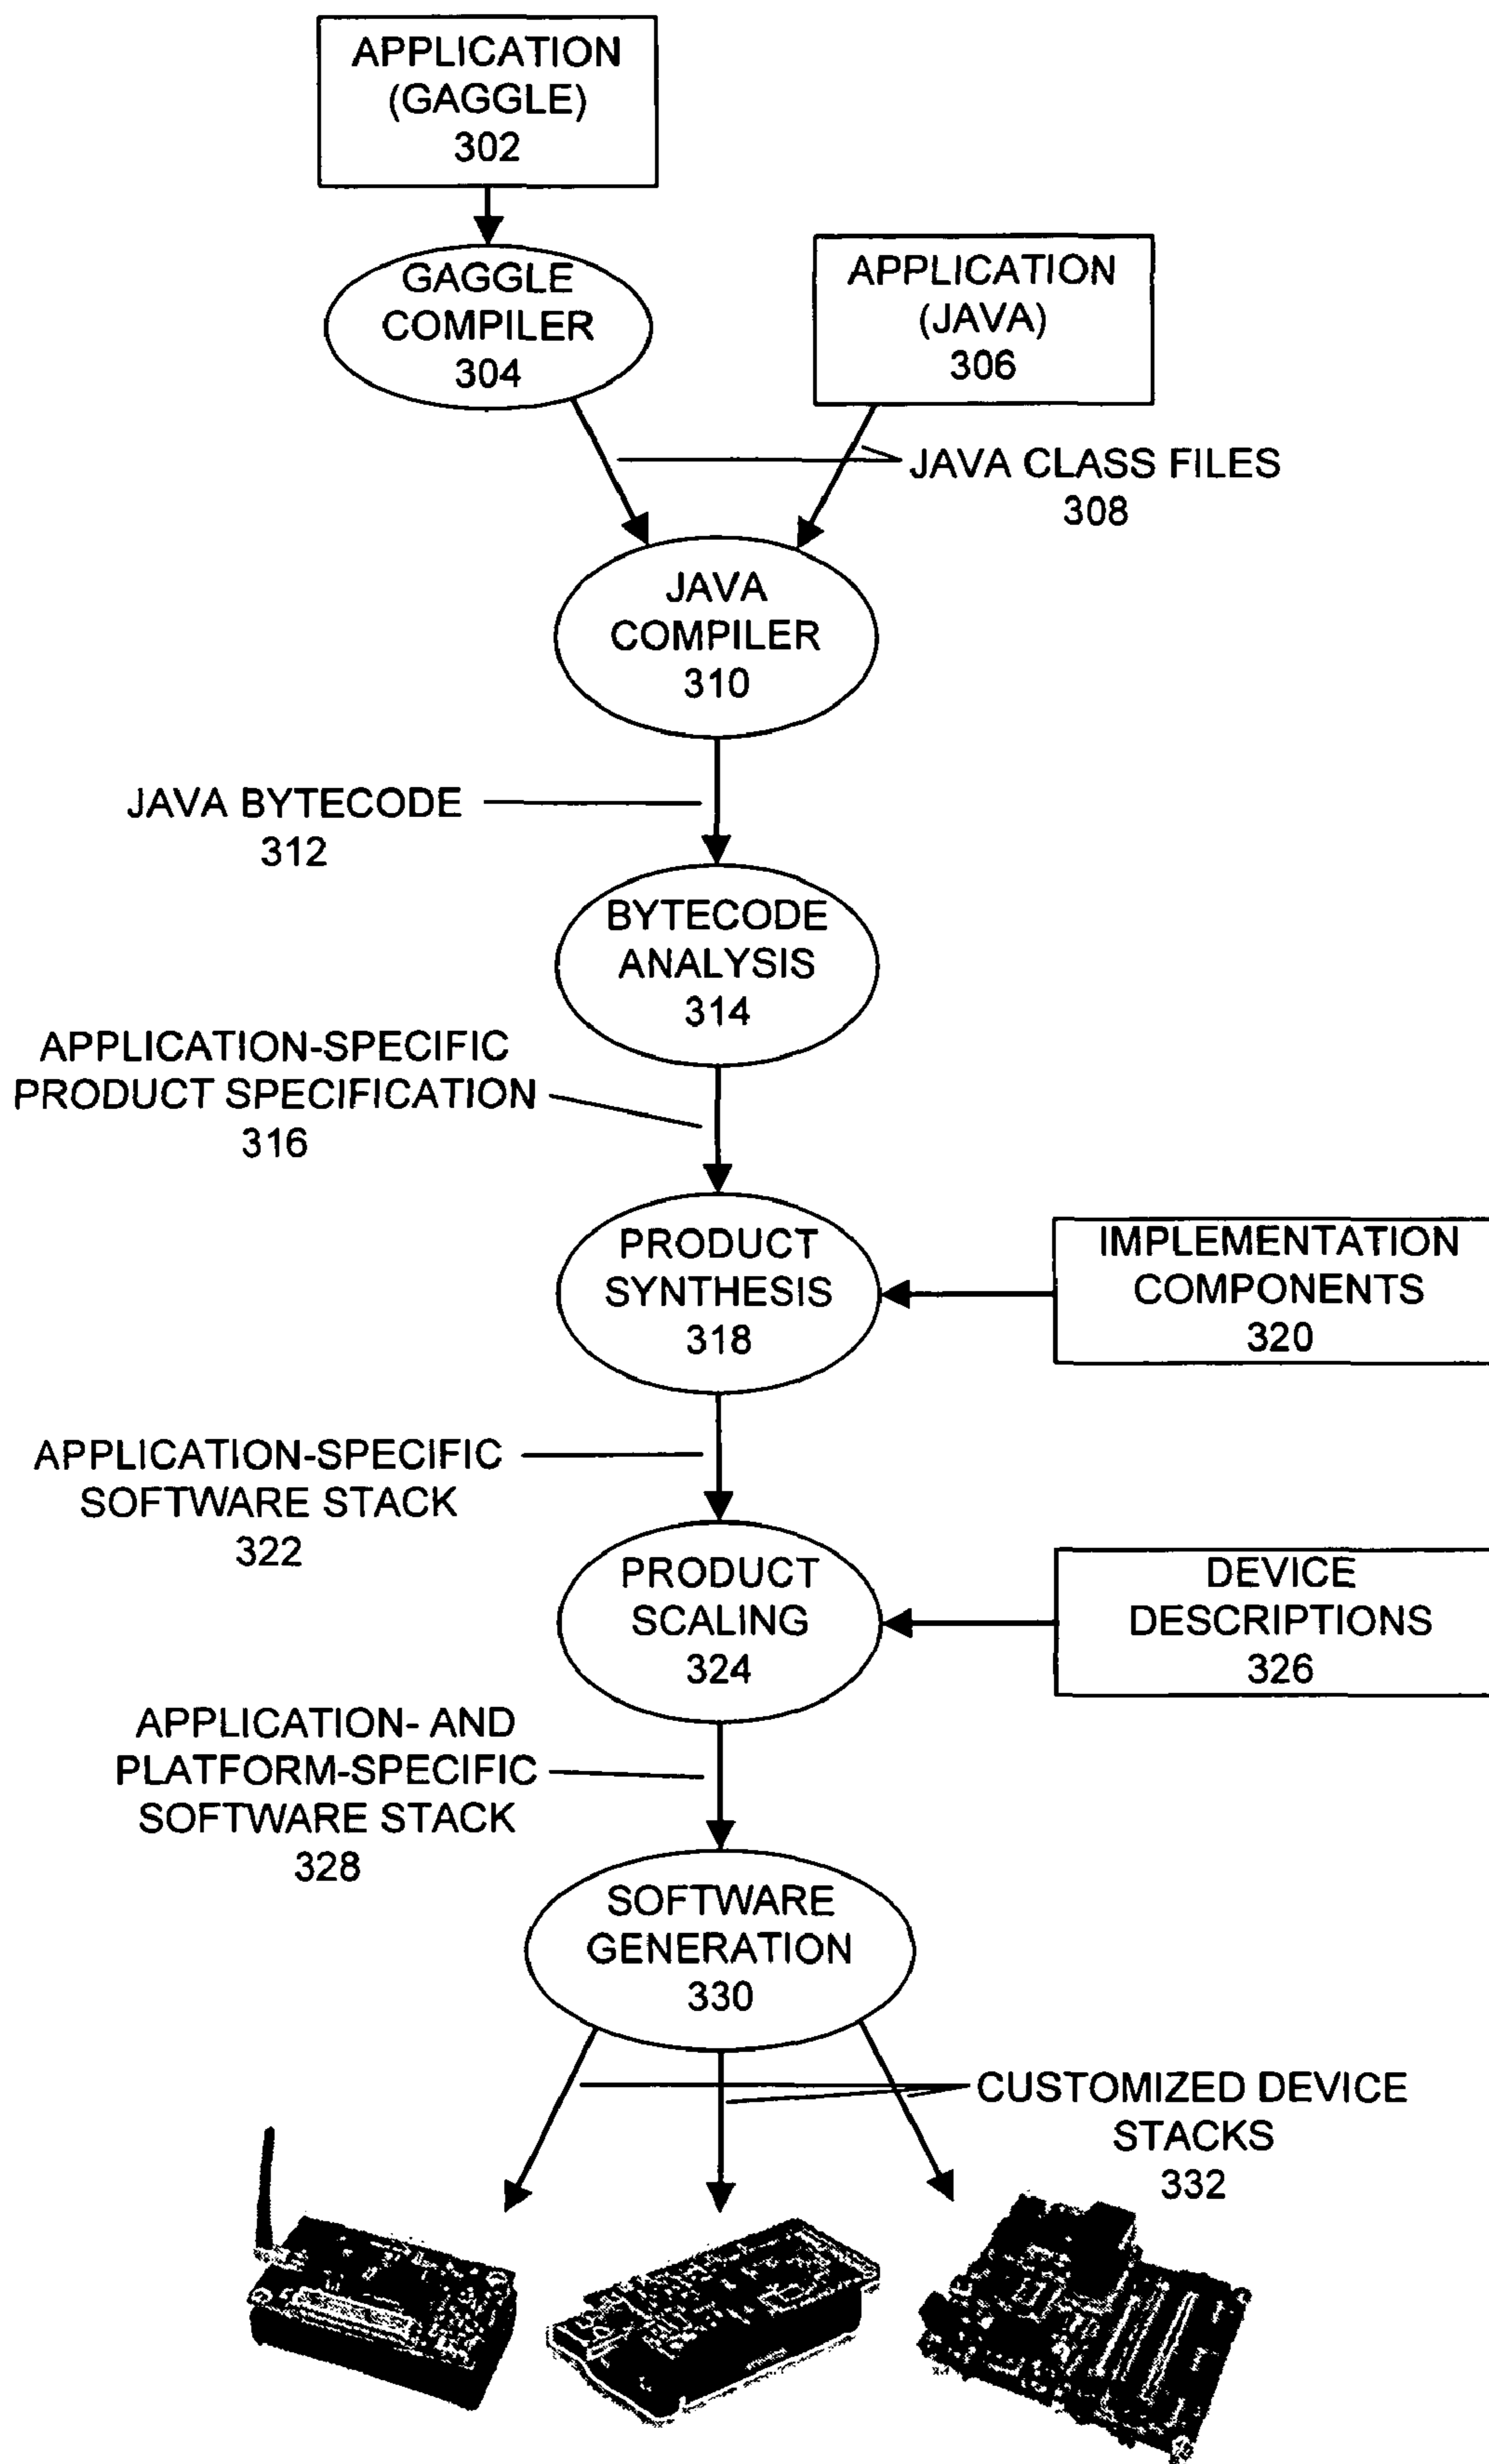 APPLICATION
(GAGGLE)
302
GAGGLE
COMPILER
304
APPLICATION
(JAVA)
306
JAVA CLASS FILES
308
JAVA
COMPILER
310
JAVA BYTECODE
312
BYTECODE
ANALYSIS
314
APPLICATION-SPECIFIC
PRODUCT SPECIFICATION
316
PRODUCT
SYNTHESIS
318
IMPLEMENTATION
COMPONENTS
320
APPLICATION-SPECIFIC
SOFTWARE STACK
322
PRODUCT
SCALING
324
DEVICE
DESCRIPTIONS
326
APPLICATION- AND
PLATFORM-SPECIFIC
SOFTWARE STACK
328
SOFTWARE
GENERATION
330
CUSTOMIZED DEVICE
STACKS
332